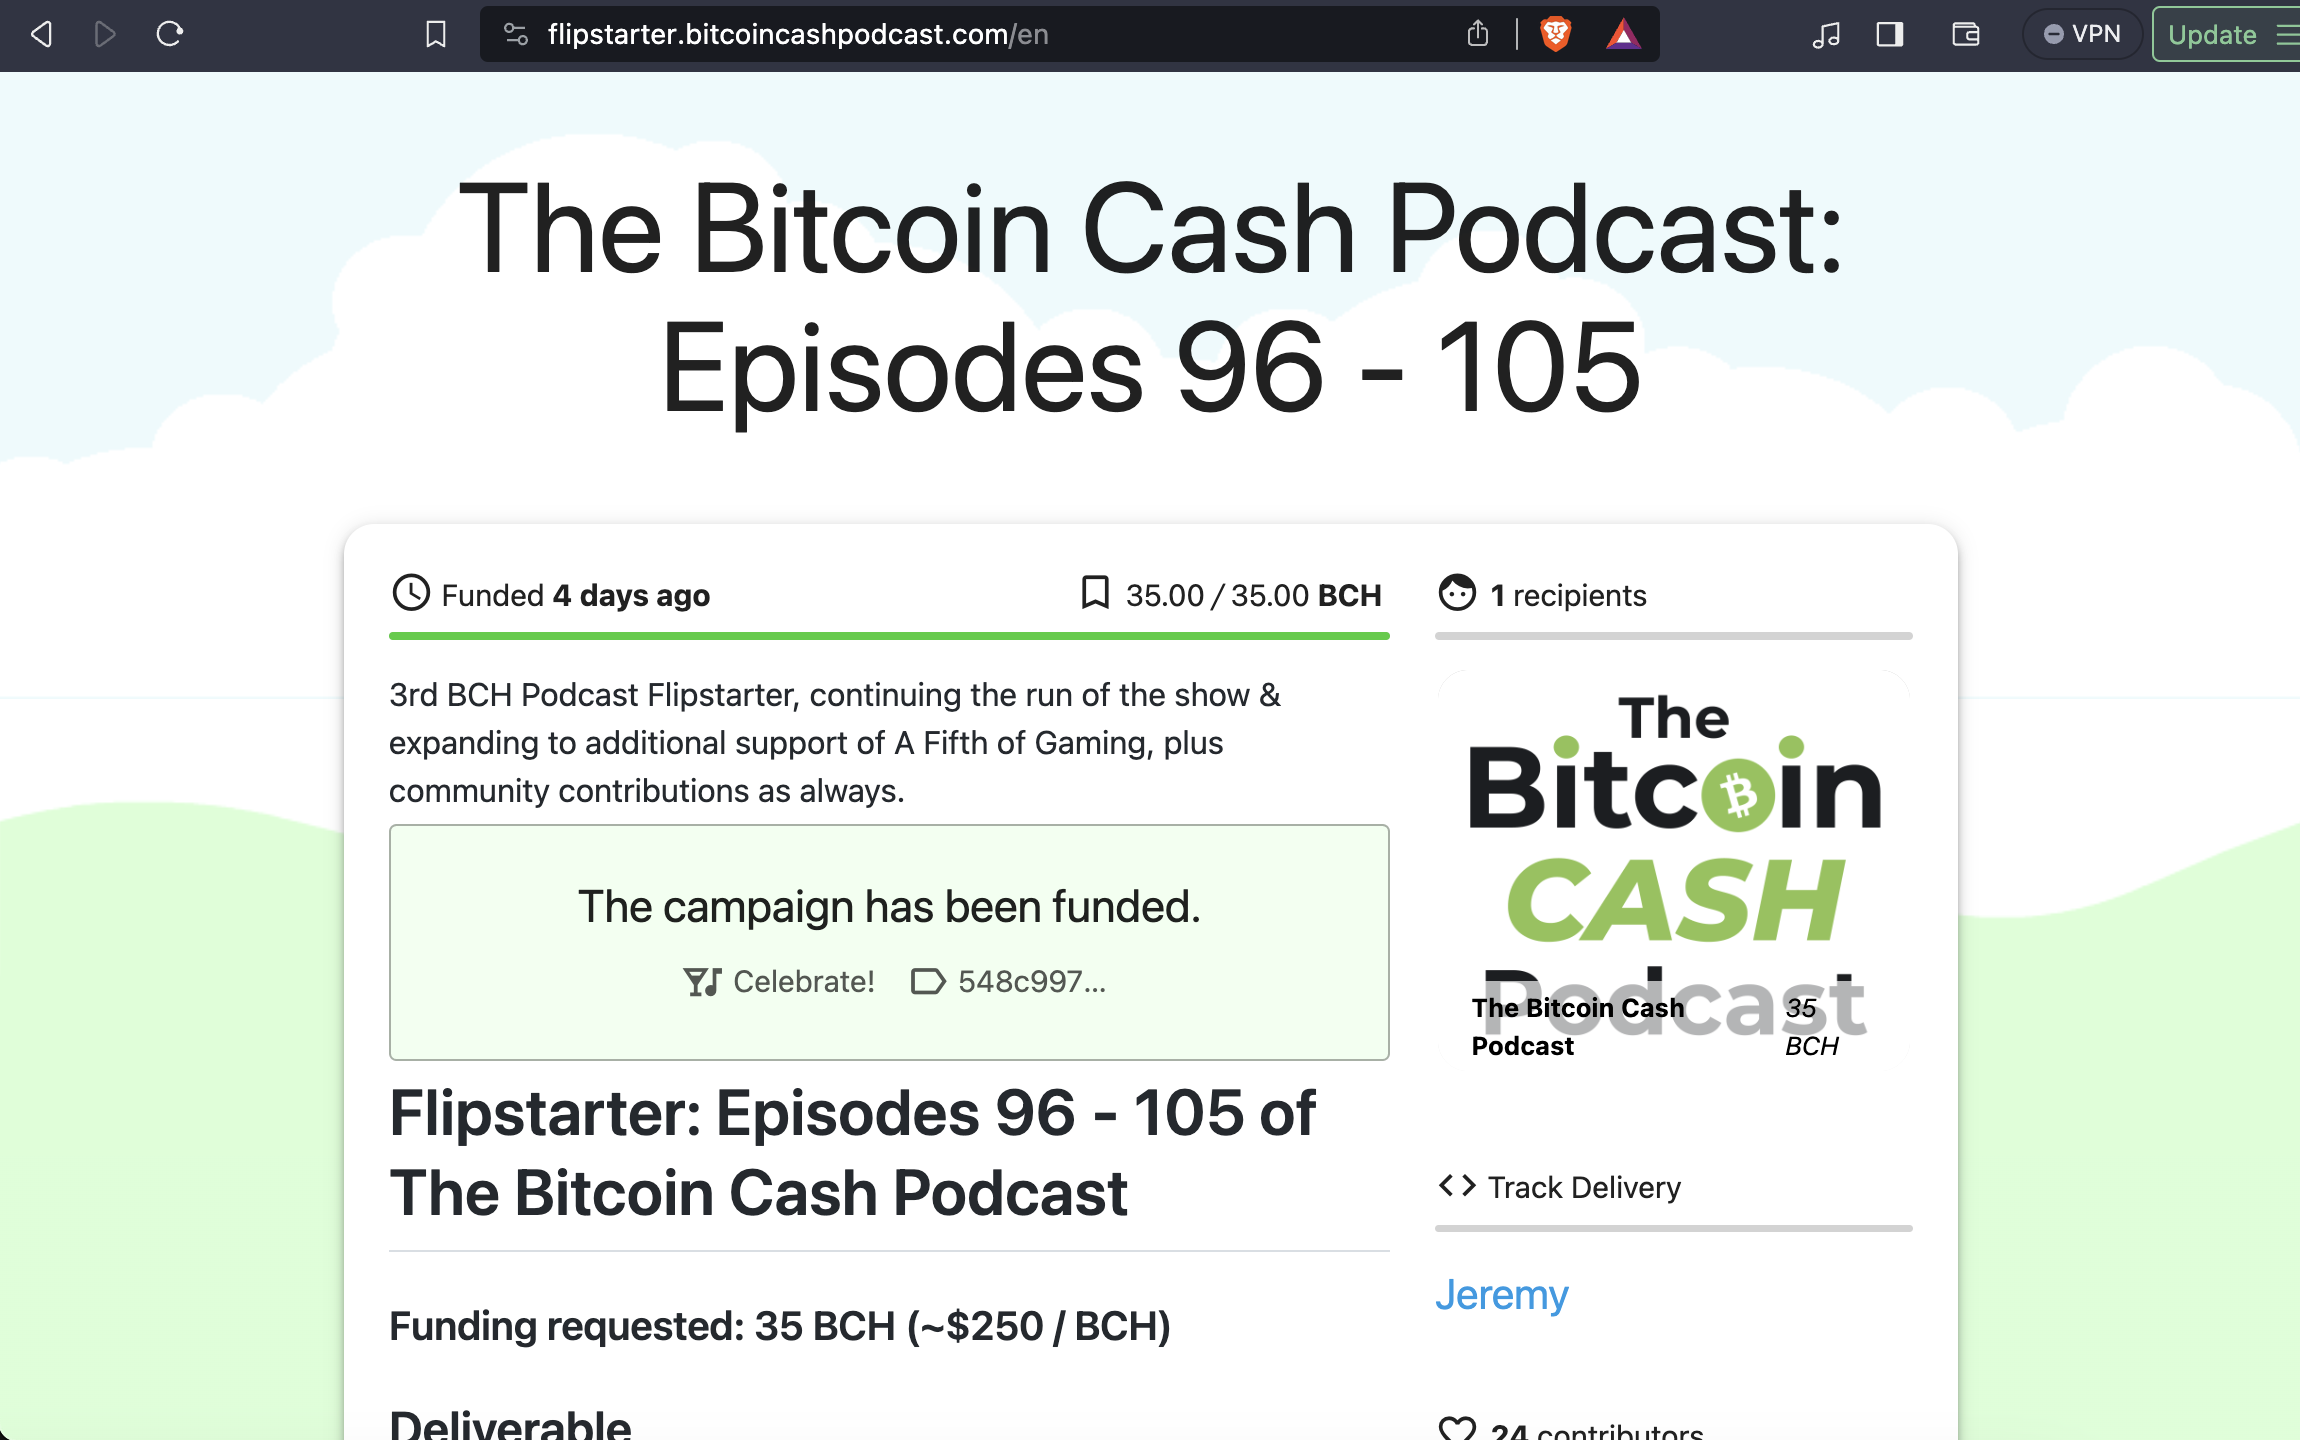 flipstarter.bitcoincashpodcast.com/en
VPN
Update
The Bitcoin Cash Podcast:
Episodes 96 - 105
Funded 4 days ago
35.00 / 35.00 BCH
3rd BCH Podcast Flipstarter, continuing the run of the show &
expanding to additional support of A Fifth of Gaming, plus
community contributions as always.
The campaign has been funded.
Celebrate! 548c997...
Flipstarter: Episodes 96 - 105 of
The Bitcoin Cash Podcast
Funding requested: 35 BCH (~$250 / BCH)
Deliverable
1 recipients
The
Bitcoin
CASH
Podcast
The Bitcoin Cash
Podcast
35
BCH
Track Delivery
Jeremy
24 contributors